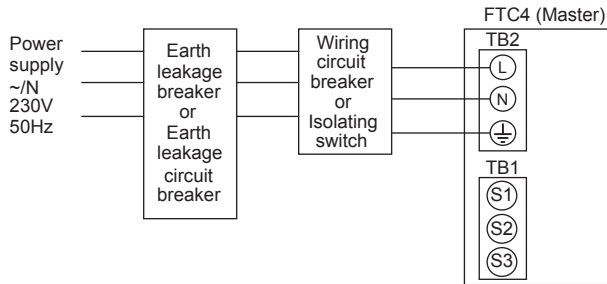 FTC4 (Master)
Power
supply
~/N
230V
50Hz
Earth
leakage
breaker
or
Earth
leakage
circuit
breaker
Wiring
circuit
breaker
or
Isolating
switch
TB2
L
N
TB1
S1
S2
S3